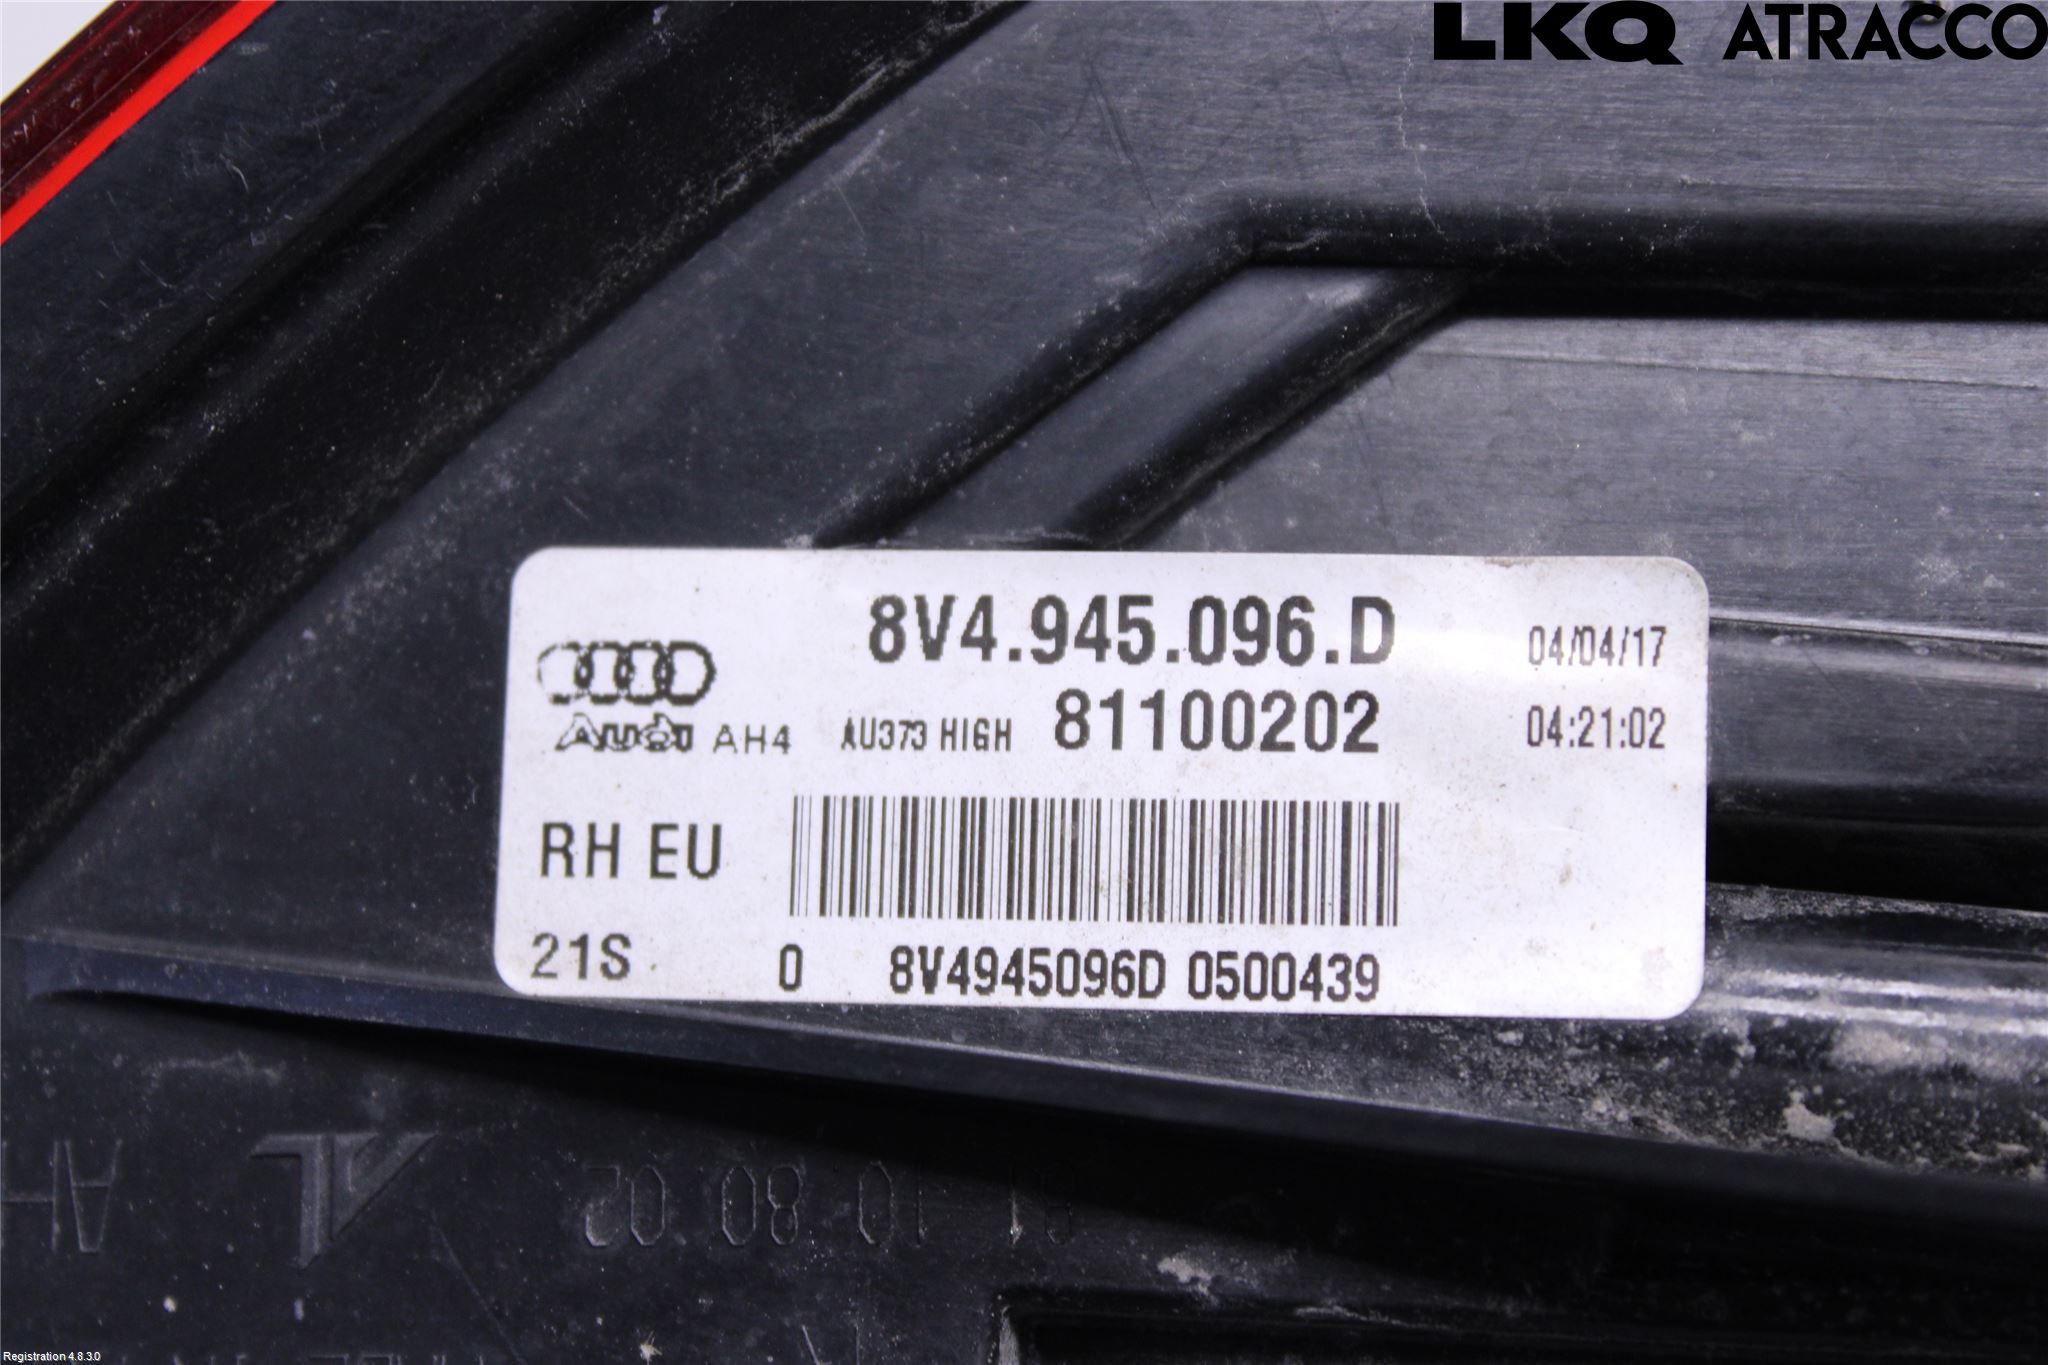 LKQ ATRACCO
8V4.945.096.D 04/04/17
Audi AH4 AU373 HIGH 81100202 04:21:02
RH EU
21S 0 8V4945096D 0500439
Registration 4.8.3.0